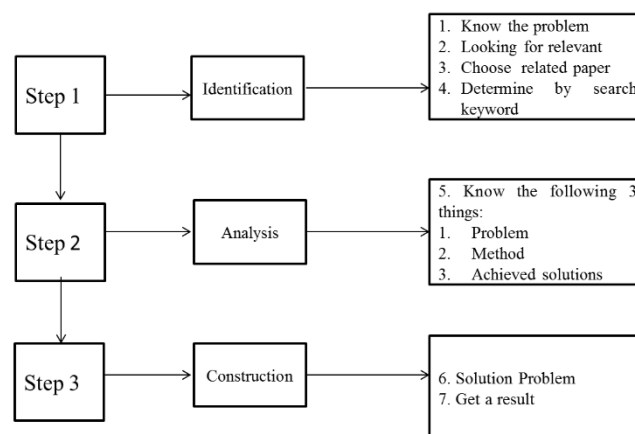 Step 1
Identification
1. Know the problem
2. Looking for relevant
3. Choose related paper
4. Determine by search
keyword
Step 2
Analysis
5. Know the following 3
things:
1. Problem
2. Method
3. Achieved solutions
Step 3
Construction
6. Solution Problem
7. Get a result